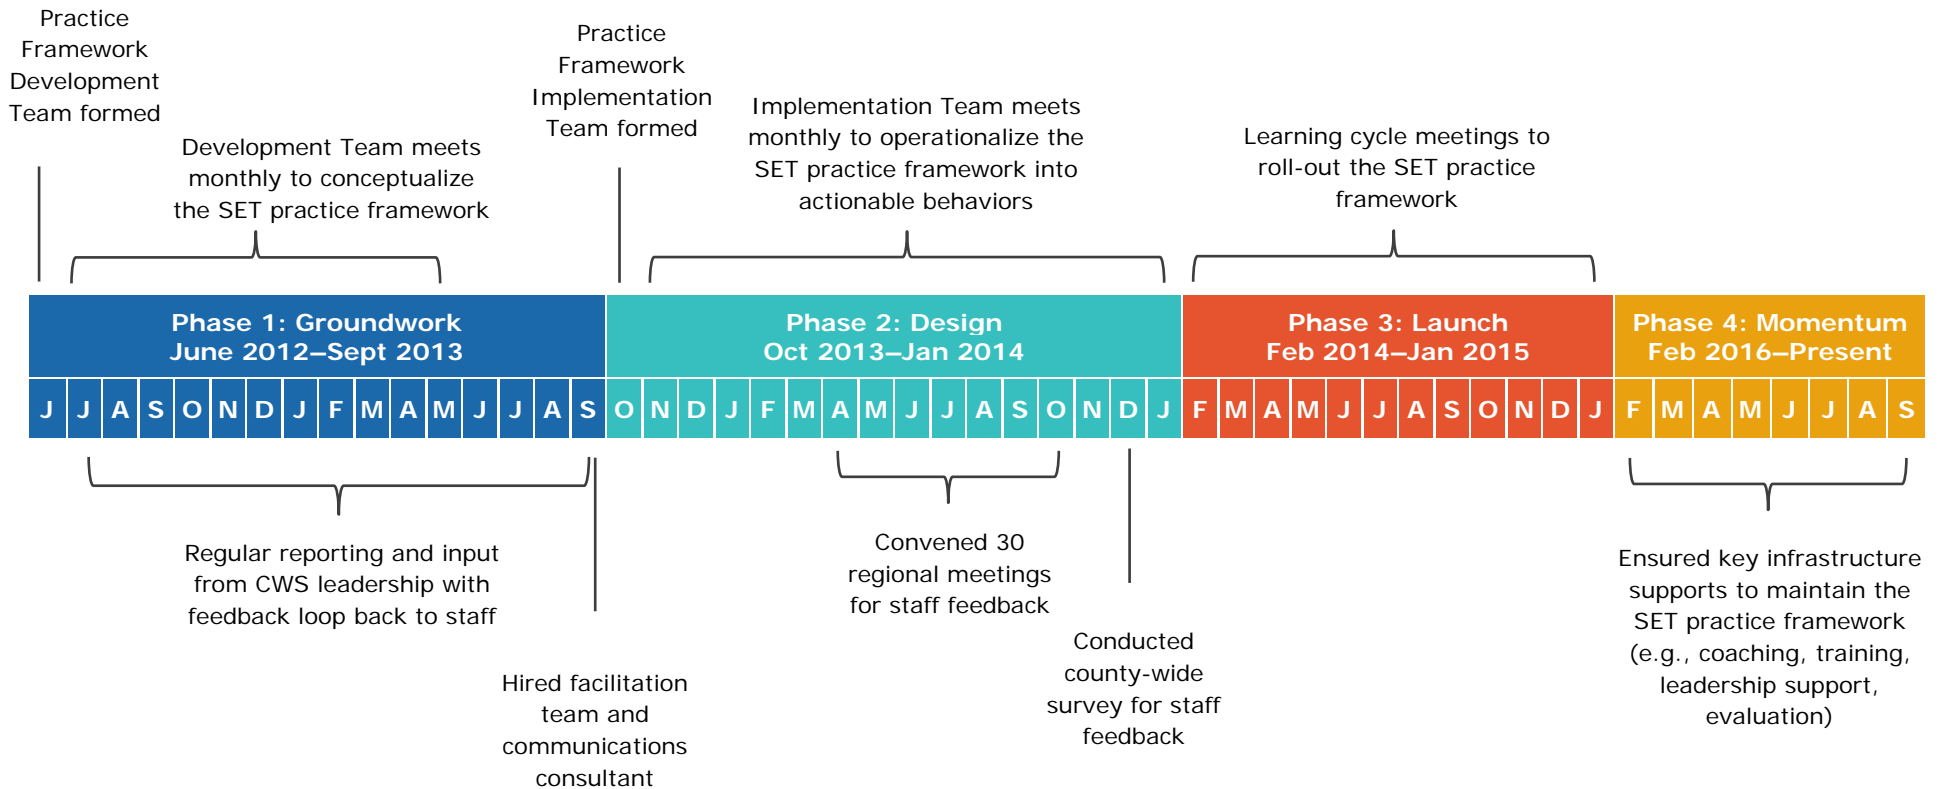 Practice
Framework
Development
Team formed
Development Team meets
monthly to conceptualize
the SET practice framework
Practice
Framework
Implementation
Team formed
Implementation Team meets
monthly to operationalize the
SET practice framework into
actionable behaviors
Learning cycle meetings to
roll-out the SET practice
framework
Phase 1: Groundwork
June 2012–Sept 2013
Phase 2: Design
Oct 2013–Jan 2014
Phase 3: Launch
Feb 2014–Jan 2015
Phase 4: Momentum
Feb 2016–Present
J J A S O N D J F M A M J J A S O N D J F M A M J J A S O N D J F M A M J J A S O N D J F M A M J J A S
Regular reporting and input
from CWS leadership with
feedback loop back to staff
Hired facilitation
team and
communications
consultant
Convened 30
regional meetings
for staff feedback
Conducted
county-wide
survey for staff
feedback
Ensured key infrastructure
supports to maintain the
SET practice framework
(e.g., coaching, training,
leadership support,
evaluation)